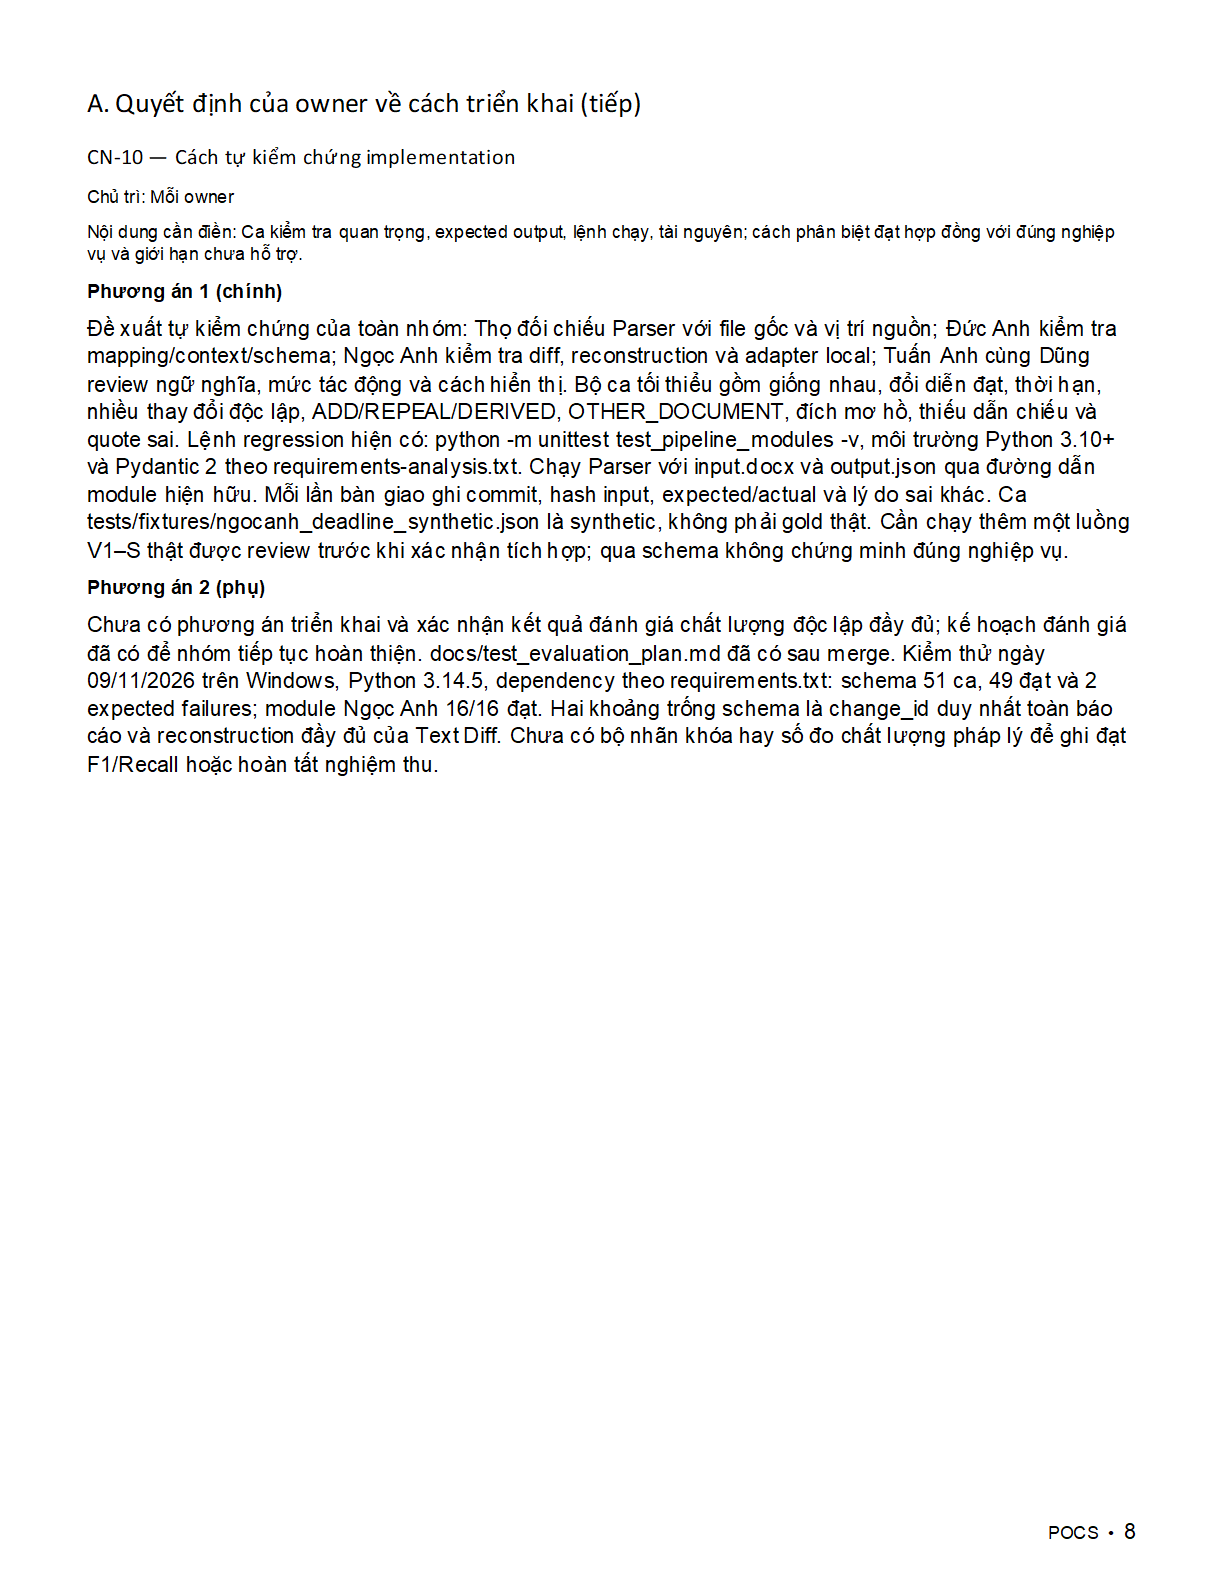 A. Quyết định của owner về cách triển khai (tiếp)
CN-10 — Cách tự kiểm chứng implementation
Chủ trì: Mỗi owner
Nội dung cần điền: Ca kiểm tra quan trọng, expected output, lệnh chạy, tài nguyên; cách phân biệt đạt hợp đồng với đúng nghiệp
vụ và giới hạn chưa hỗ trợ.
Phương án 1 (chính)
Đề xuất tự kiểm chứng của toàn nhóm: Thọ đối chiếu Parser với file gốc và vị trí nguồn; Đức Anh kiểm tra
mapping/context/schema; Ngọc Anh kiểm tra diff, reconstruction và adapter local; Tuấn Anh cùng Dũng
review ngữ nghĩa, mức tác động và cách hiển thị. Bộ ca tối thiểu gồm giống nhau, đổi diễn đạt, thời hạn,
nhiều thay đổi độc lập, ADD/REPEAL/DERIVED, OTHER_DOCUMENT, đích mơ hồ, thiếu dẫn chiếu và
quote sai. Lệnh regression hiện có: python -m unittest test_pipeline_modules -v, môi trường Python 3.10+
và Pydantic 2 theo requirements-analysis.txt. Chạy Parser với input.docx và output.json qua đường dẫn
module hiện hữu. Mỗi lần bàn giao ghi commit, hash input, expected/actual và lý do sai khác. Ca
tests/fixtures/ngocanh_deadline_synthetic.json là synthetic, không phải gold thật. Cần chạy thêm một luồng
V1–S thật được review trước khi xác nhận tích hợp; qua schema không chứng minh đúng nghiệp vụ.
Phương án 2 (phụ)
Chưa có phương án triển khai và xác nhận kết quả đánh giá chất lượng độc lập đầy đủ; kế hoạch đánh giá
đã có để nhóm tiếp tục hoàn thiện. docs/test_evaluation_plan.md đã có sau merge. Kiểm thử ngày
09/11/2026 trên Windows, Python 3.14.5, dependency theo requirements.txt: schema 51 ca, 49 đạt và 2
expected failures; module Ngọc Anh 16/16 đạt. Hai khoảng trống schema là change_id duy nhất toàn báo
cáo và reconstruction đầy đủ của Text Diff. Chưa có bộ nhãn khóa hay số đo chất lượng pháp lý để ghi đạt
F1/Recall hoặc hoàn tất nghiệm thu.
POCS • 8